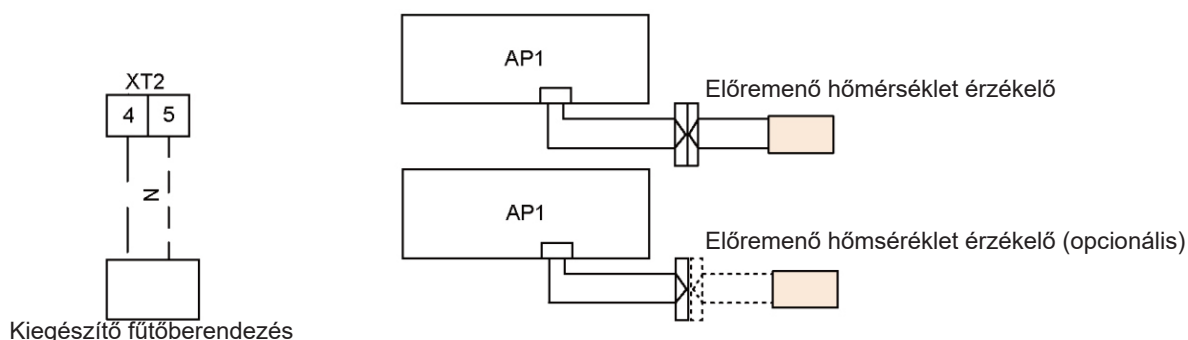 XT2
4 5
N
Kiegészítő fűtőberendezés
AP1
Előremenő hőmérséklet érzékelő
AP1
Előremenő hőmséréklet érzékelő (opcionális)